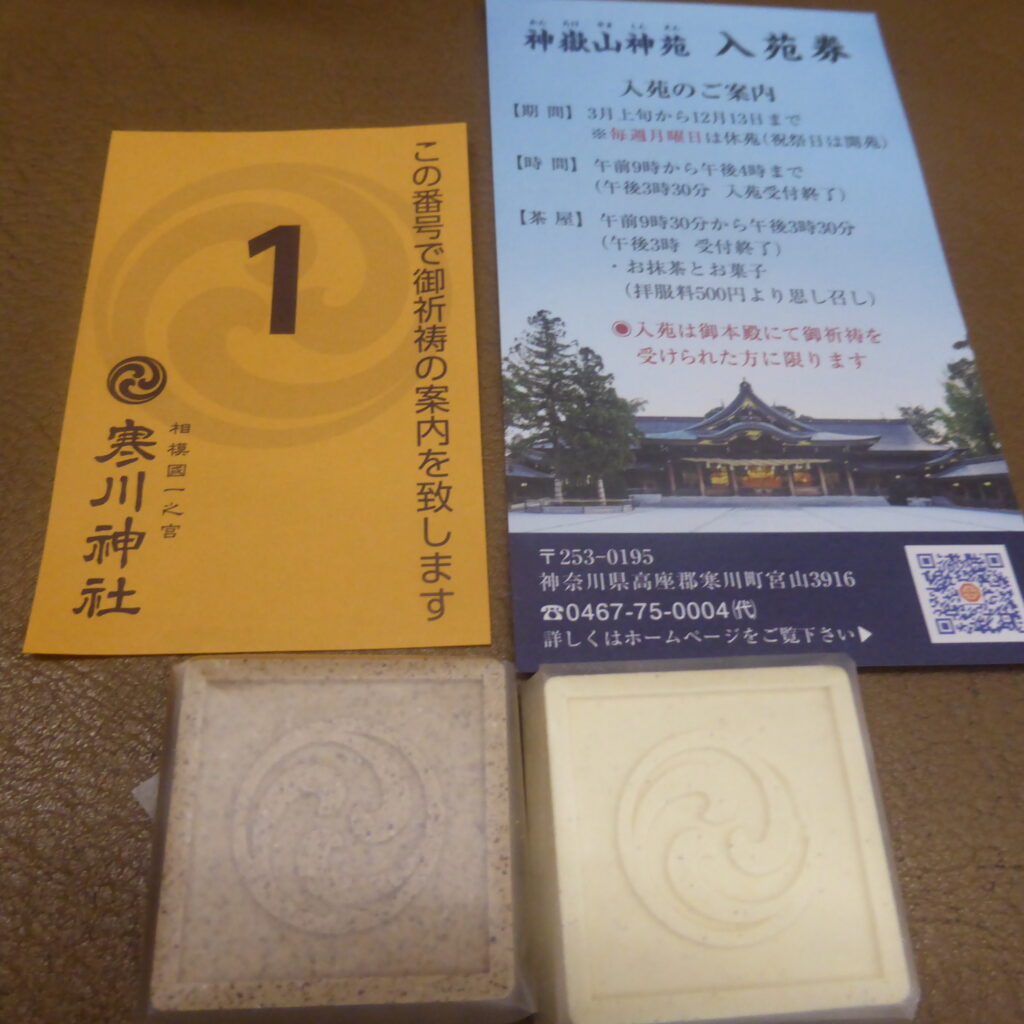 この番号で御祈祷の案内を致します
1
相模國一之宮
寒川神社
かんたけやましんえん
神嶽山神苑 入苑券
入苑のご案内
【期間】 3月上旬から12月13日まで
※毎週月曜日は休苑(祝祭日は開苑)
【時間】 午前9時から午後4時まで
(午後3時30分 入苑受付終了)
【茶屋】 午前9時30分から午後3時30分
(午後3時 受付終了)
・お抹茶とお菓子
(拝服料500円より思し召し)
◉入苑は御本殿にて御祈祷を
受けられた方に限ります
〒253-0195
神奈川県高座郡寒川町宮山3916
☎0467-75-0004㈹
詳しくはホームページをご覧下さい▶